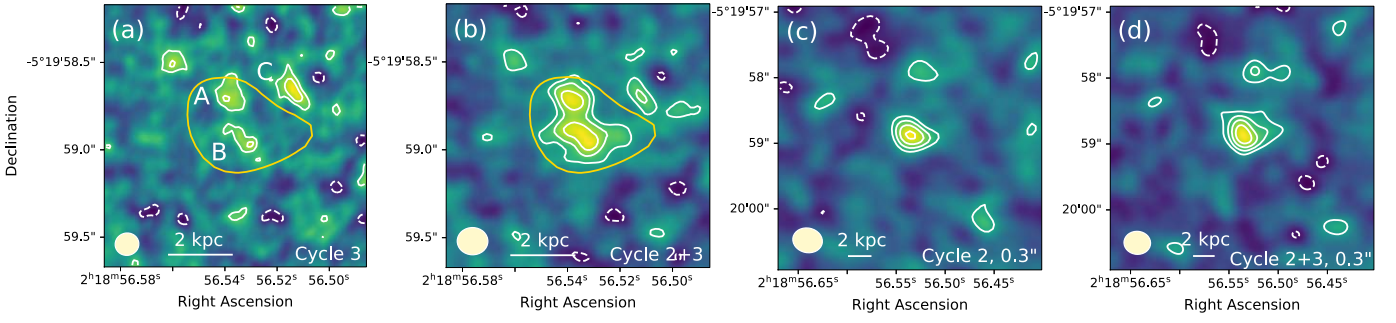 (a)
A
B
C
2 kpc
Cycle 3
-5°19'58.5"
59.0"
59.5"
Declination
2ʰ18ᵐ56.58ˢ
56.54ˢ
56.52ˢ
56.50ˢ
Right Ascension
(b)
2 kpc
Cycle 2+3
-5°19'58.5"
59.0"
59.5"
2ʰ18ᵐ56.58ˢ
56.54ˢ
56.52ˢ
56.50ˢ
Right Ascension
(c)
2 kpc
Cycle 2, 0.3"
-5°19'57"
58"
59"
20'00"
2ʰ18ᵐ56.65ˢ
56.55ˢ
56.50ˢ
56.45ˢ
Right Ascension
(d)
2 kpc
Cycle 2+3, 0.3"
-5°19'57"
58"
59"
20'00"
2ʰ18ᵐ56.65ˢ
56.55ˢ
56.50ˢ
56.45ˢ
Right Ascension